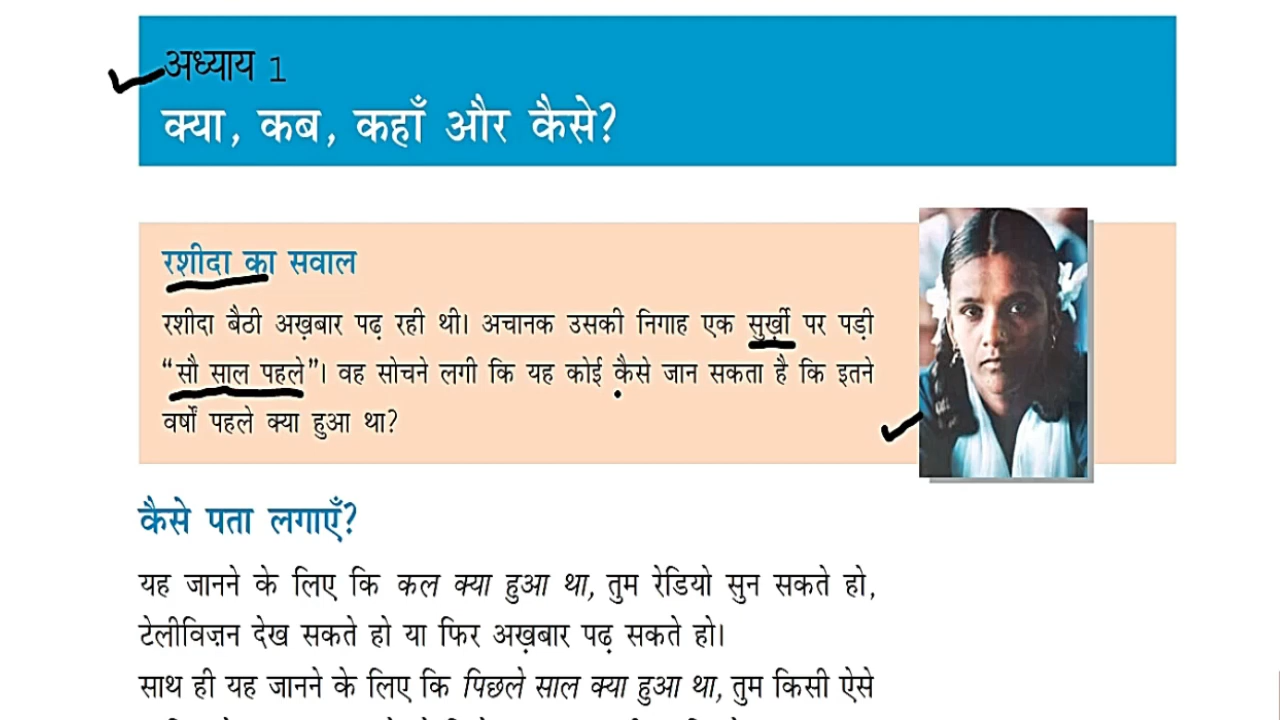 अध्याय 1
क्या, कब, कहाँ और कैसे?
रशीदा का सवाल
रशीदा बैठी अख़बार पढ़ रही थी। अचानक उसकी निगाह एक सुर्ख़ी पर पड़ी
“सौ साल पहले”। वह सोचने लगी कि यह कोई कैसे जान सकता है कि इतने
वर्षों पहले क्या हुआ था?
कैसे पता लगाएँ?
यह जानने के लिए कि कल क्या हुआ था, तुम रेडियो सुन सकते हो,
टेलीविज़न देख सकते हो या फिर अख़बार पढ़ सकते हो।
साथ ही यह जानने के लिए कि पिछले साल क्या हुआ था, तुम किसी ऐसे